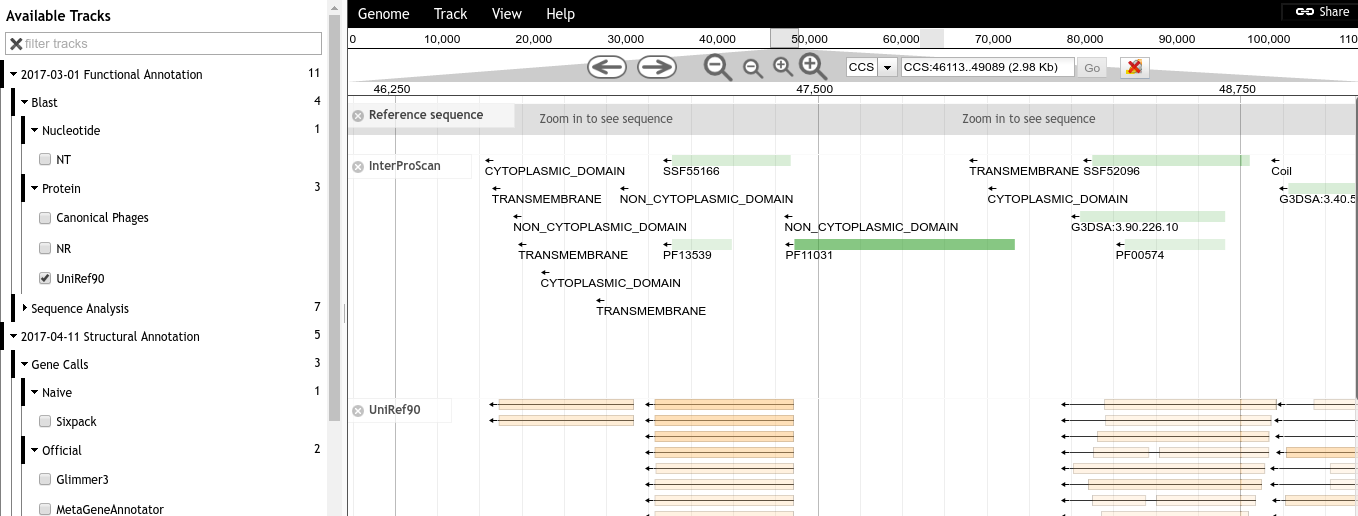 Available Tracks
filter tracks
2017-03-01 Functional Annotation 11
Blast 4
Nucleotide 1
NT
Protein 3
Canonical Phages
NR
UniRef90
Sequence Analysis 7
2017-04-11 Structural Annotation 5
Gene Calls 3
Naive 1
Sixpack
Official 2
Glimmer3
MetaGeneAnnotator
Genome Track View Help Share
0 10,000 20,000 30,000 40,000 50,000 60,000 70,000 80,000 90,000 100,000 110
CCS CCS:46113..49089 (2.98 Kb) Go
46,250 47,500 48,750
Reference sequence Zoom in to see sequence Zoom in to see sequence
InterProScan
CYTOPLASMIC_DOMAIN SSF55166 TRANSMEMBRANE SSF52096 Coil
TRANSMEMBRANE NON_CYTOPLASMIC_DOMAIN CYTOPLASMIC_DOMAIN G3DSA:3.40.5
NON_CYTOPLASMIC_DOMAIN NON_CYTOPLASMIC_DOMAIN G3DSA:3.90.226.10
TRANSMEMBRANE PF13539 PF11031 PF00574
CYTOPLASMIC_DOMAIN
TRANSMEMBRANE
UniRef90